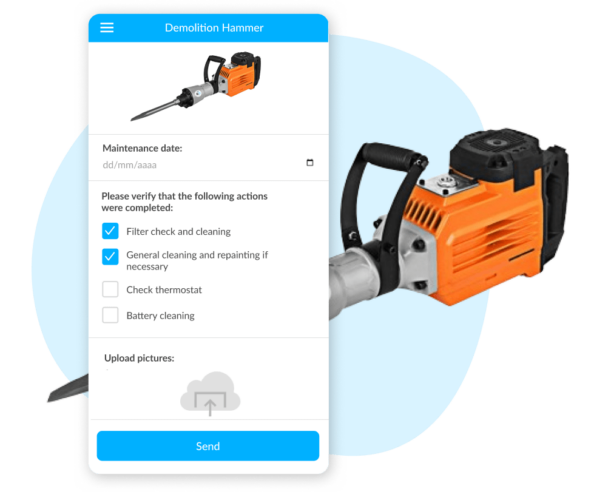 Demolition Hammer
Maintenance date:
dd/mm/aaaa
Please verify that the following actions
were completed:
Filter check and cleaning
General cleaning and repainting if
necessary
Check thermostat
Battery cleaning
Upload pictures:
Send